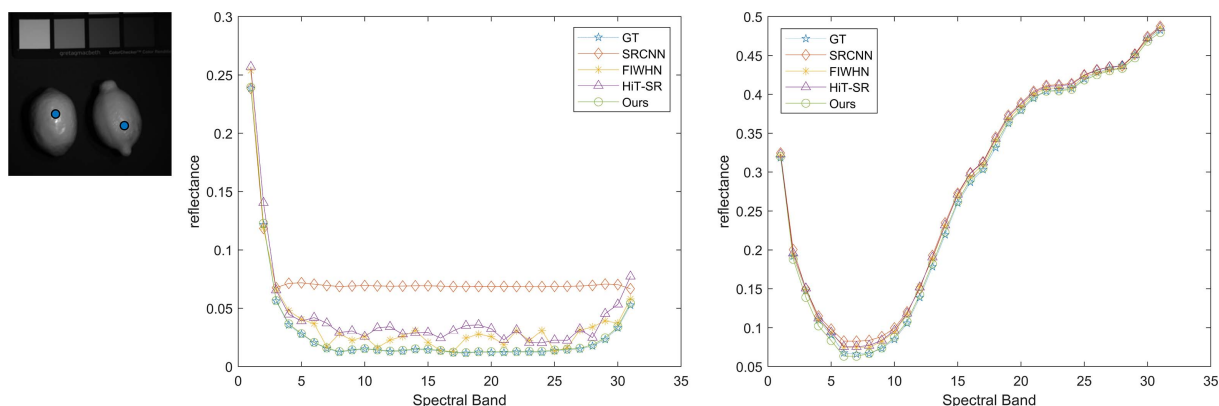 gretagmacbeth
0.3
0.25
0.2
0.15
0.1
0.05
0
reflectance
0 5 10 15 20 25 30 35
Spectral Band
GT
SRCNN
FIWHN
HiT-SR
Ours
0.5
0.45
0.4
0.35
0.3
0.25
0.2
0.15
0.1
0.05
reflectance
0 5 10 15 20 25 30 35
Spectral Band
GT
SRCNN
FIWHN
HiT-SR
Ours